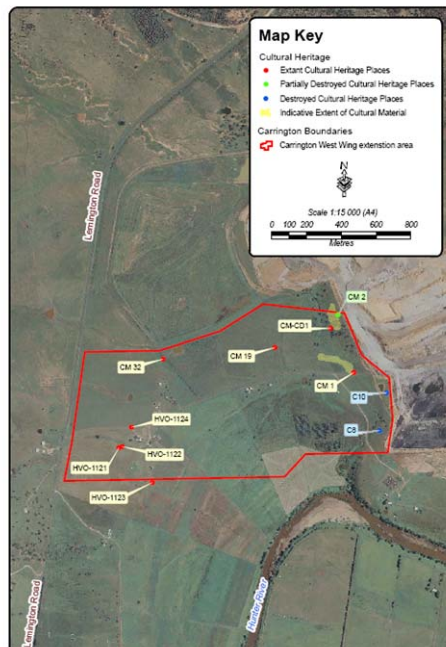 Map Key
Cultural Heritage
Extant Cultural Heritage Places
Partially Destroyed Cultural Heritage Places
Destroyed Cultural Heritage Places
Indicative Extent of Cultural Material
Carrington Boundaries
Carrington West Wing extenstion area
N
Scale 1:15 000 (A4)
0 100 200 400 600 800
Metres
Lemington Road
CM 2
CM-CD1
CM 19
CM 32
CM 1
C10
HVO-1124
C8
HVO-1122
HVO-1121
HVO-1123
Hunter River
Lemington Road